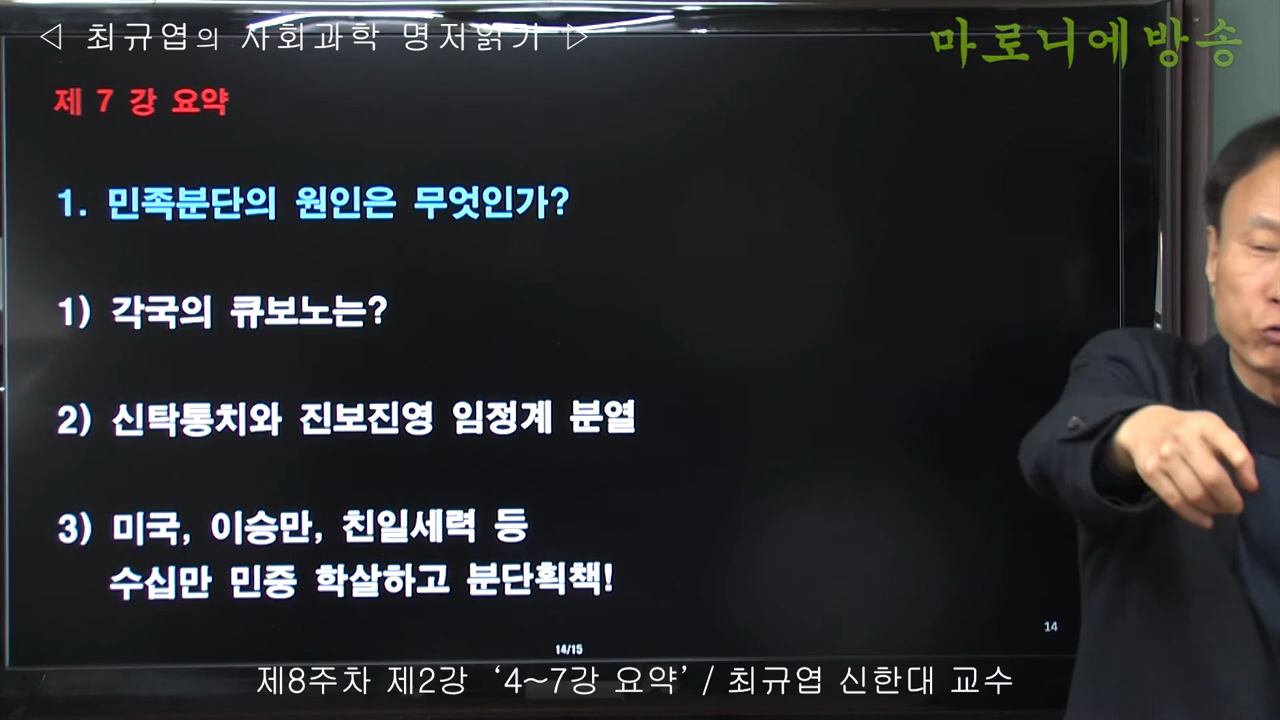 ◁ 최규엽의 사회과학 명저읽기 ▷
마로니에방송
제 7 강 요약
1. 민족분단의 원인은 무엇인가?
1) 각국의 큐보노는?
2) 신탁통치와 진보진영 임정계 분열
3) 미국, 이승만, 친일세력 등
수십만 민중 학살하고 분단획책!
14
14/15
제8주차 제2강 ‘4~7강 요약’ / 최규엽 신한대 교수